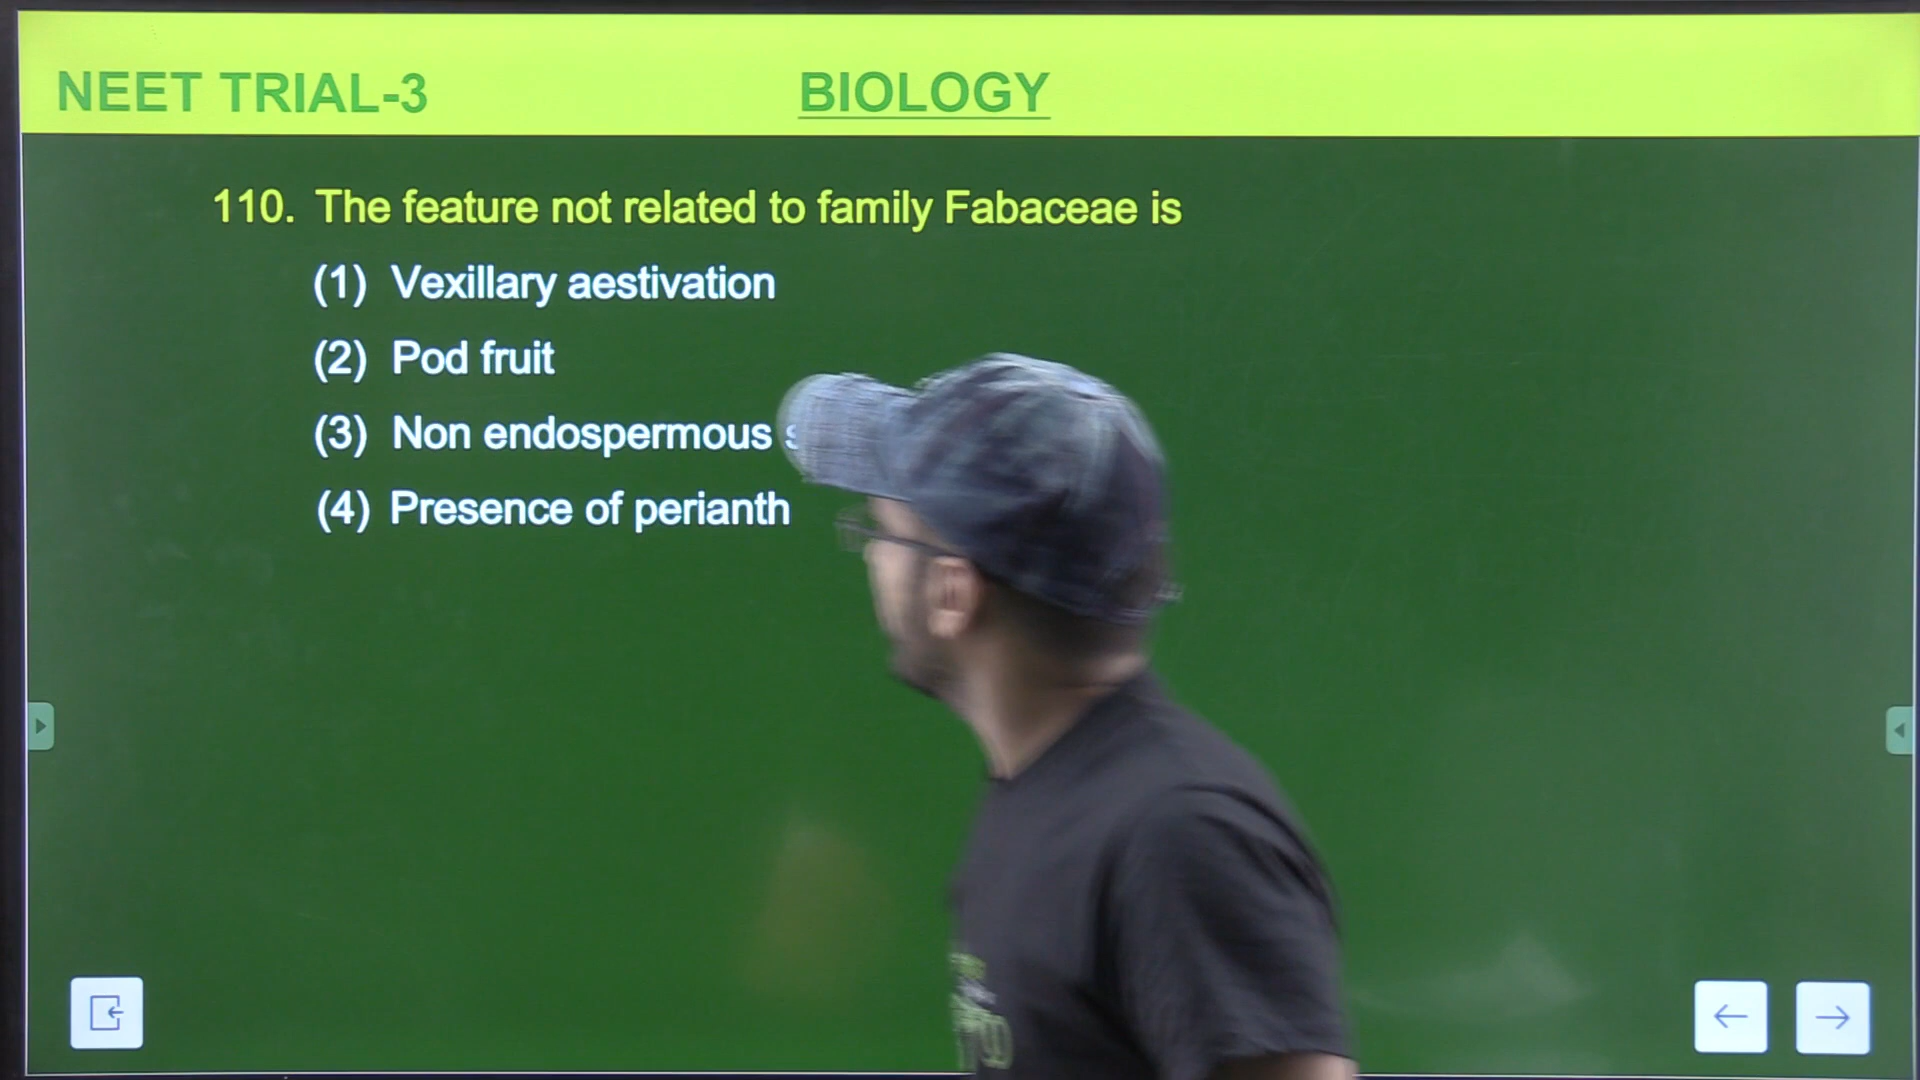 NEET TRIAL-3
BIOLOGY
110. The feature not related to family Fabaceae is
(1) Vexillary aestivation
(2) Pod fruit
(3) Non endospermous
(4) Presence of perianth